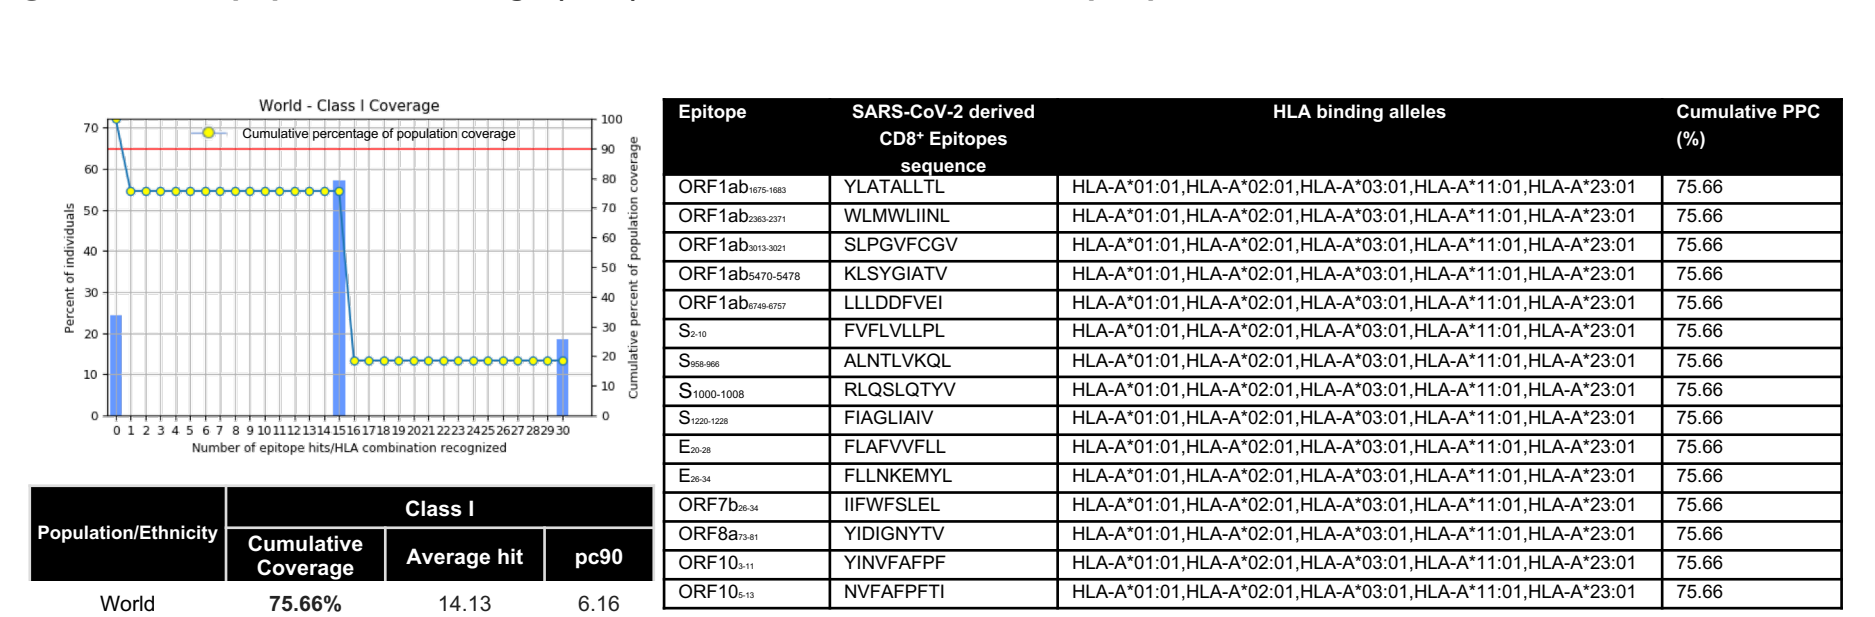 World - Class I Coverage
Cumulative percentage of population coverage
70
60
50
40
30
20
10
0
100
90
80
70
60
50
40
30
20
10
0
Percent of individuals
Cumulative percent of population coverage
0 1 2 3 4 5 6 7 8 9 10 11 12 13 14 15 16 17 18 19 20 21 22 23 24 25 26 27 28 29 30
Number of epitope hits/HLA combination recognized
Population/Ethnicity
Class I
Cumulative Coverage
Average hit
pc90
World 75.66% 14.13 6.16
Epitope
SARS-CoV-2 derived
CD8+ Epitopes
sequence
HLA binding alleles
Cumulative PPC
(%)
ORF1ab1675-1683 YLATALLTL HLA-A*01:01,HLA-A*02:01,HLA-A*03:01,HLA-A*11:01,HLA-A*23:01 75.66
ORF1ab2363-2371 WLMWLIINL HLA-A*01:01,HLA-A*02:01,HLA-A*03:01,HLA-A*11:01,HLA-A*23:01 75.66
ORF1ab3013-3021 SLPGVFCGV HLA-A*01:01,HLA-A*02:01,HLA-A*03:01,HLA-A*11:01,HLA-A*23:01 75.66
ORF1ab5470-5478 KLSYGIATV HLA-A*01:01,HLA-A*02:01,HLA-A*03:01,HLA-A*11:01,HLA-A*23:01 75.66
ORF1ab6749-6757 LLLDDFVEI HLA-A*01:01,HLA-A*02:01,HLA-A*03:01,HLA-A*11:01,HLA-A*23:01 75.66
S2-10 FVFLVLLPL HLA-A*01:01,HLA-A*02:01,HLA-A*03:01,HLA-A*11:01,HLA-A*23:01 75.66
S958-966 ALNTLVKQL HLA-A*01:01,HLA-A*02:01,HLA-A*03:01,HLA-A*11:01,HLA-A*23:01 75.66
S1000-1008 RLQSLQTYV HLA-A*01:01,HLA-A*02:01,HLA-A*03:01,HLA-A*11:01,HLA-A*23:01 75.66
S1220-1228 FIAGLIAIV HLA-A*01:01,HLA-A*02:01,HLA-A*03:01,HLA-A*11:01,HLA-A*23:01 75.66
E20-28 FLAFVVFLL HLA-A*01:01,HLA-A*02:01,HLA-A*03:01,HLA-A*11:01,HLA-A*23:01 75.66
E26-34 FLLNKEMYL HLA-A*01:01,HLA-A*02:01,HLA-A*03:01,HLA-A*11:01,HLA-A*23:01 75.66
ORF7b26-34 IIFWFSLEL HLA-A*01:01,HLA-A*02:01,HLA-A*03:01,HLA-A*11:01,HLA-A*23:01 75.66
ORF8a73-81 YIDIGNYTV HLA-A*01:01,HLA-A*02:01,HLA-A*03:01,HLA-A*11:01,HLA-A*23:01 75.66
ORF103-11 YINVFAFPF HLA-A*01:01,HLA-A*02:01,HLA-A*03:01,HLA-A*11:01,HLA-A*23:01 75.66
ORF105-13 NVFAFPFTI HLA-A*01:01,HLA-A*02:01,HLA-A*03:01,HLA-A*11:01,HLA-A*23:01 75.66